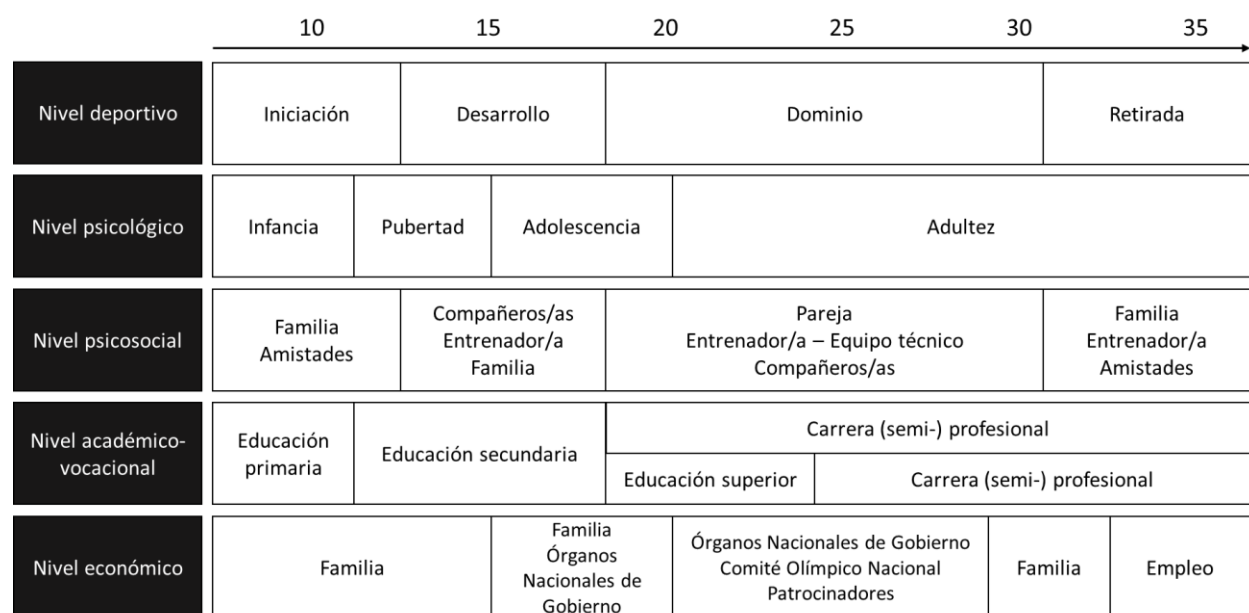 10 15 20 25 30 35
Nivel deportivo
Iniciación
Desarrollo
Dominio
Retirada
Nivel psicológico
Infancia
Pubertad
Adolescencia
Adultez
Nivel psicosocial
Familia
Amistades
Compañeros/as
Entrenador/a
Familia
Pareja
Entrenador/a – Equipo técnico
Compañeros/as
Familia
Entrenador/a
Amistades
Nivel académico-
vocacional
Educación
primaria
Educación secundaria
Carrera (semi-) profesional
Educación superior
Carrera (semi-) profesional
Nivel económico
Familia
Familia
Órganos
Nacionales de
Gobierno
Órganos Nacionales de Gobierno
Comité Olímpico Nacional
Patrocinadores
Familia
Empleo